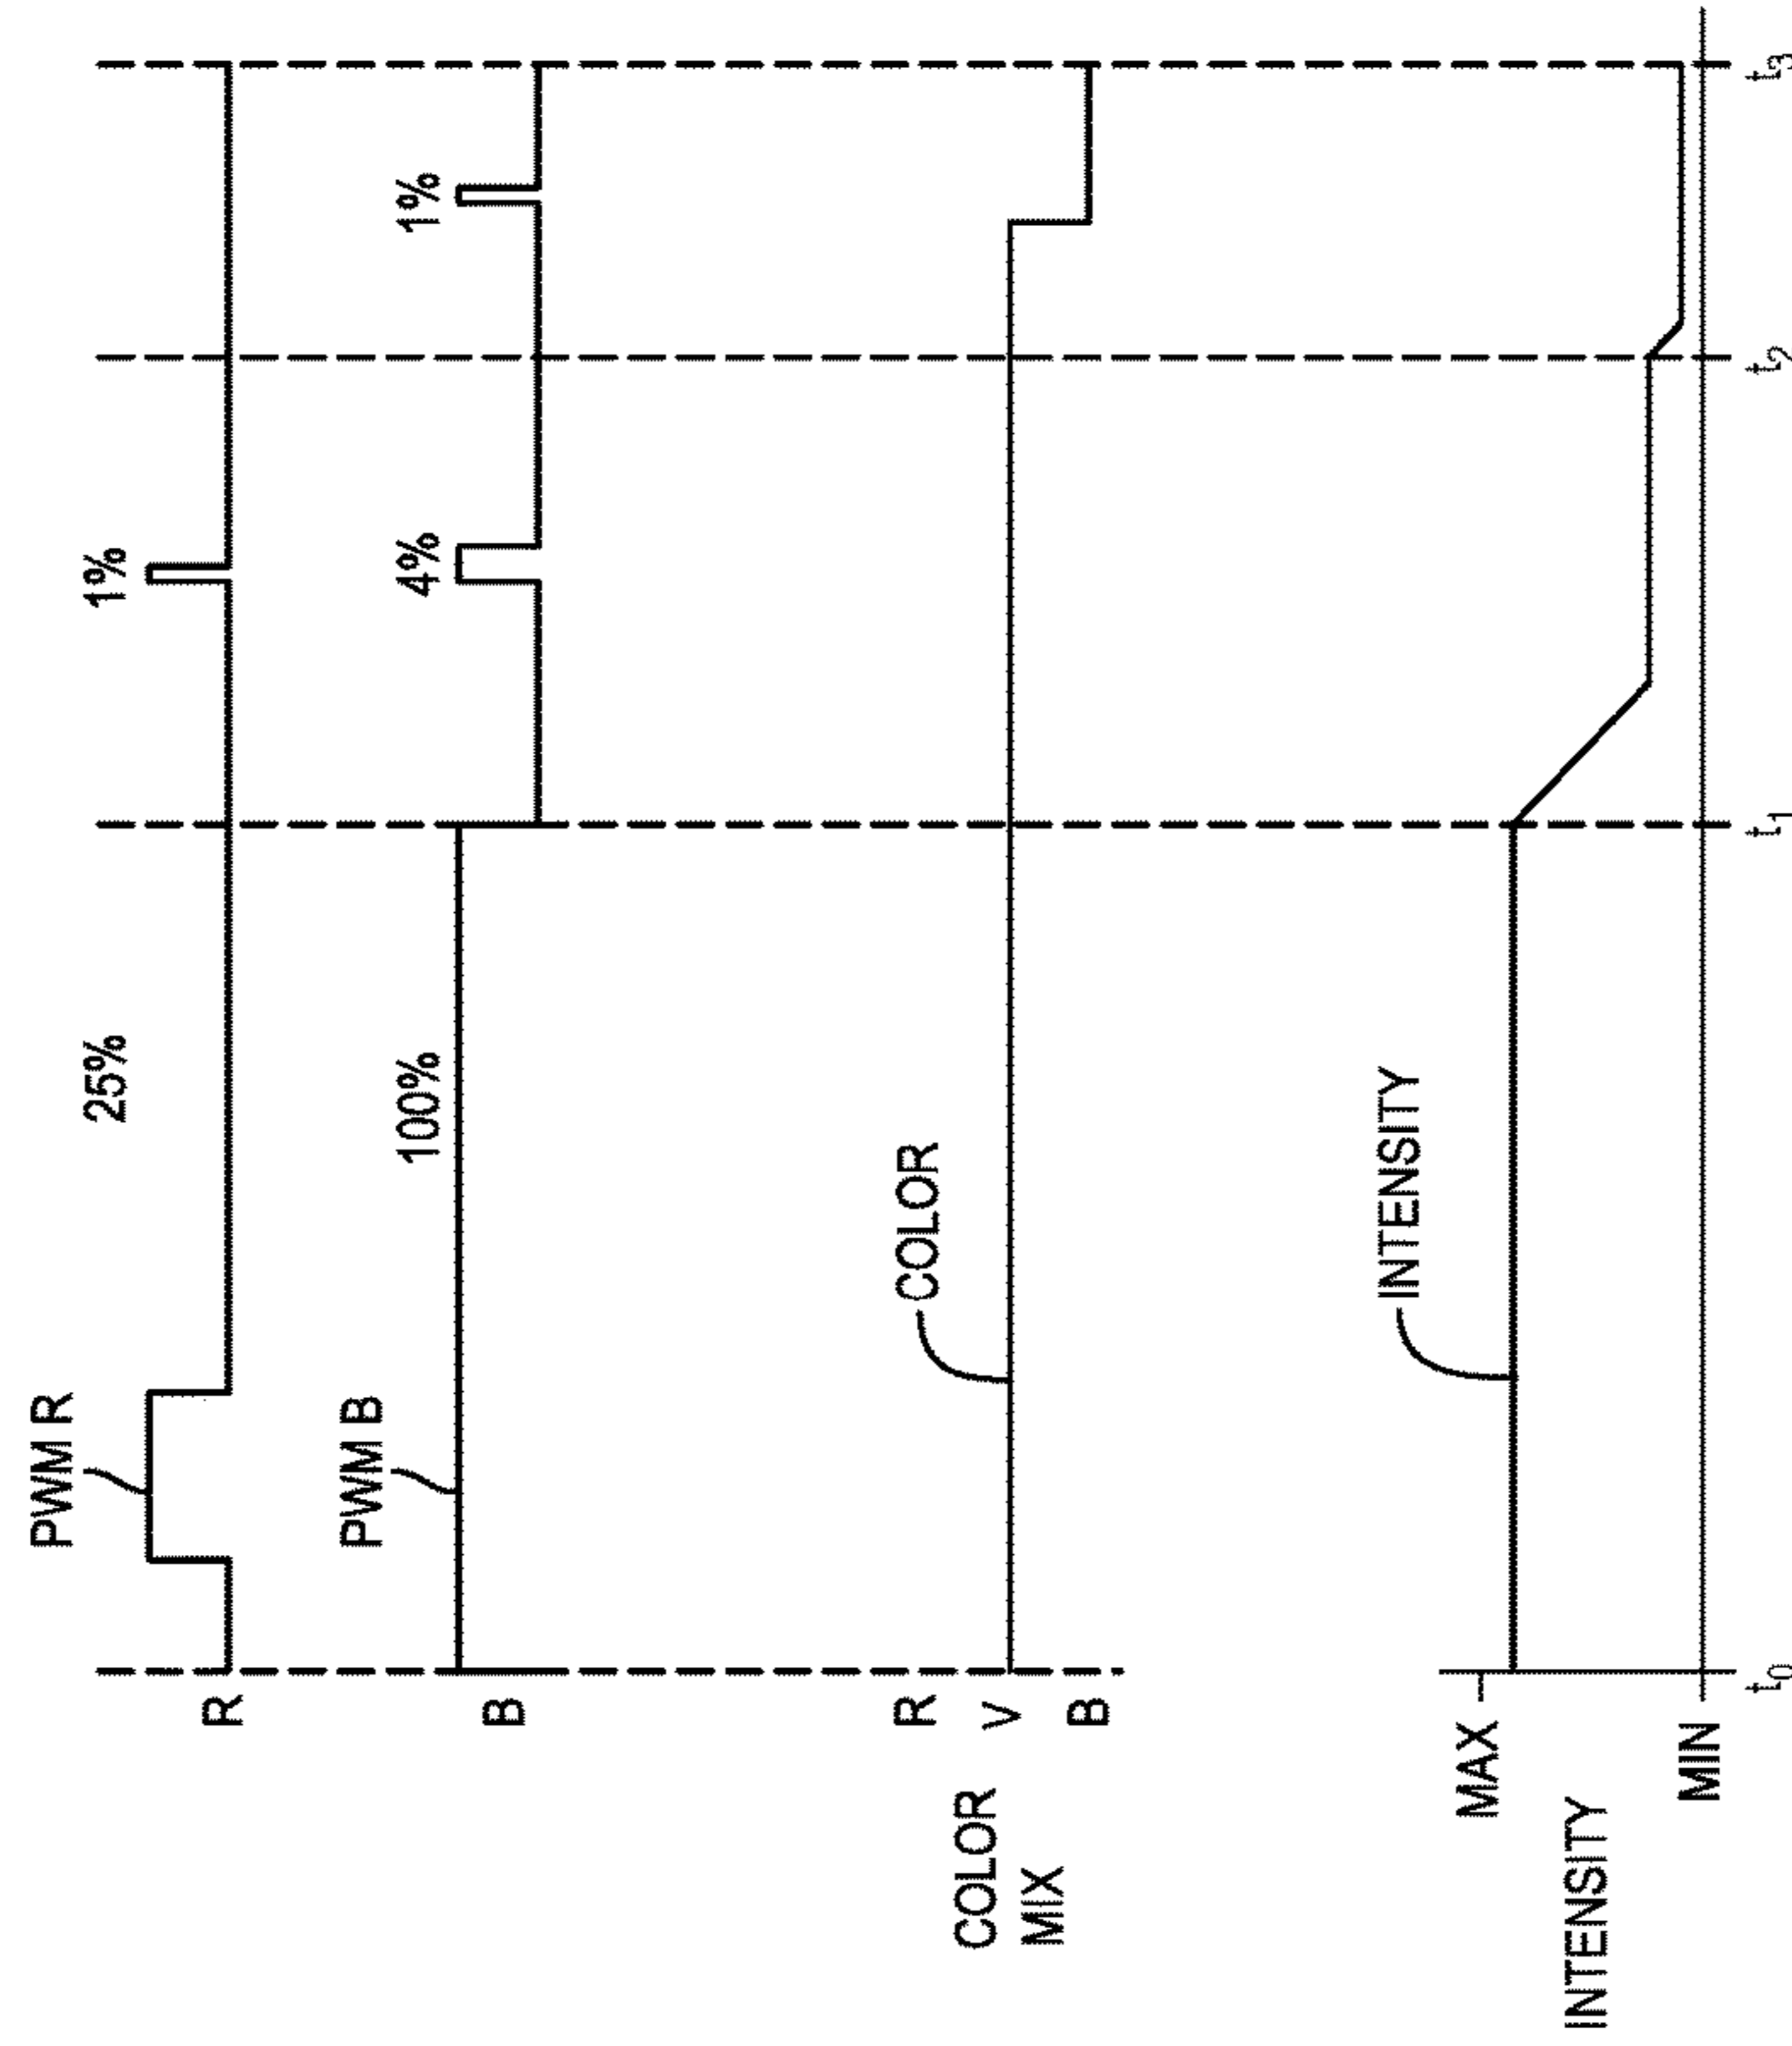 PWM R
25%
1%
R
PWM B
100%
4%
1%
B
COLOR
COLOR
MIX
R
V
B
INTENSITY
MAX
INTENSITY
MIN
t0
t1
t2
t3